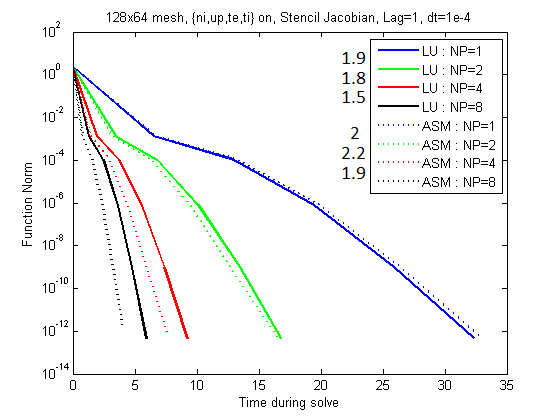 128x64 mesh, {ni,up,te,ti} on, Stencil Jacobian, Lag=1, dt=1e-4
10^2
10^0
10^-2
10^-4
10^-6
10^-8
10^-10
10^-12
10^-14
Function Norm
1.9
1.8
1.5
2
2.2
1.9
LU : NP=1
LU : NP=2
LU : NP=4
LU : NP=8
ASM : NP=1
ASM : NP=2
ASM : NP=4
ASM : NP=8
0 5 10 15 20 25 30 35
Time during solve